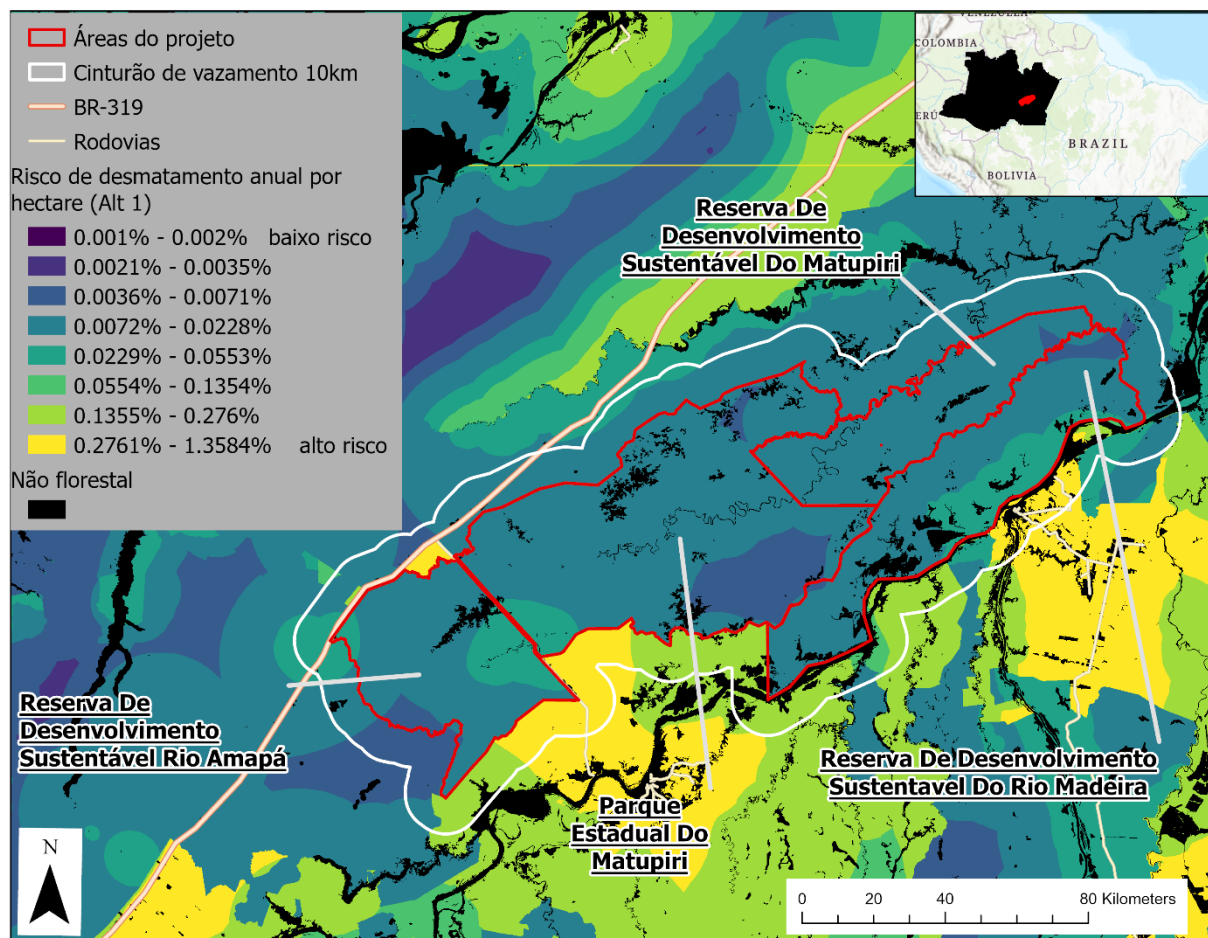 Áreas do projeto
Cinturão de vazamento 10km
BR-319
Rodovias
Risco de desmatamento anual por
hectare (Alt 1)
0.001% - 0.002% baixo risco
0.0021% - 0.0035%
0.0036% - 0.0071%
0.0072% - 0.0228%
0.0229% - 0.0553%
0.0554% - 0.1354%
0.1355% - 0.276%
0.2761% - 1.3584% alto risco
Não florestal
VENEZUELA
COLOMBIA
PERÚ
BRAZIL
BOLIVIA
Reserva De
Desenvolvimento
Sustentável Do Matupiri
Reserva De
Desenvolvimento
Sustentável Rio Amapá
Reserva De Desenvolvimento
Sustentavel Do Rio Madeira
Parque
Estadual Do
Matupiri
N
0 20 40 80 Kilometers